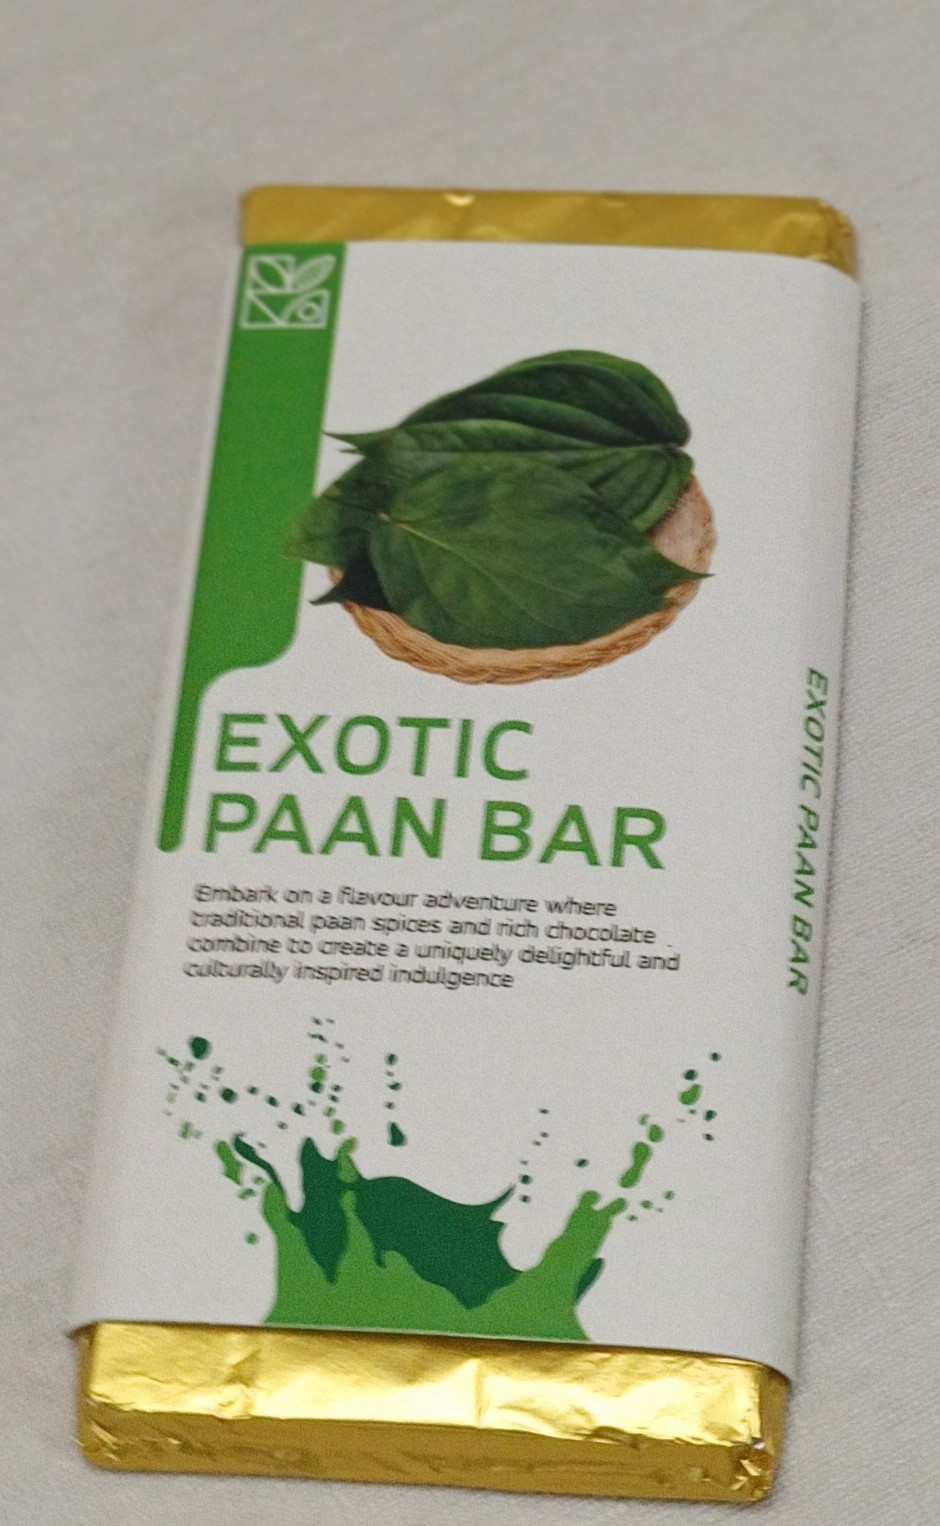 EXOTIC
PAAN BAR
Embark on a flavour adventure where
traditional paan spices and rich chocolate
combine to create a uniquely delightful and
culturally inspired indulgence
EXOTIC PAAN BAR